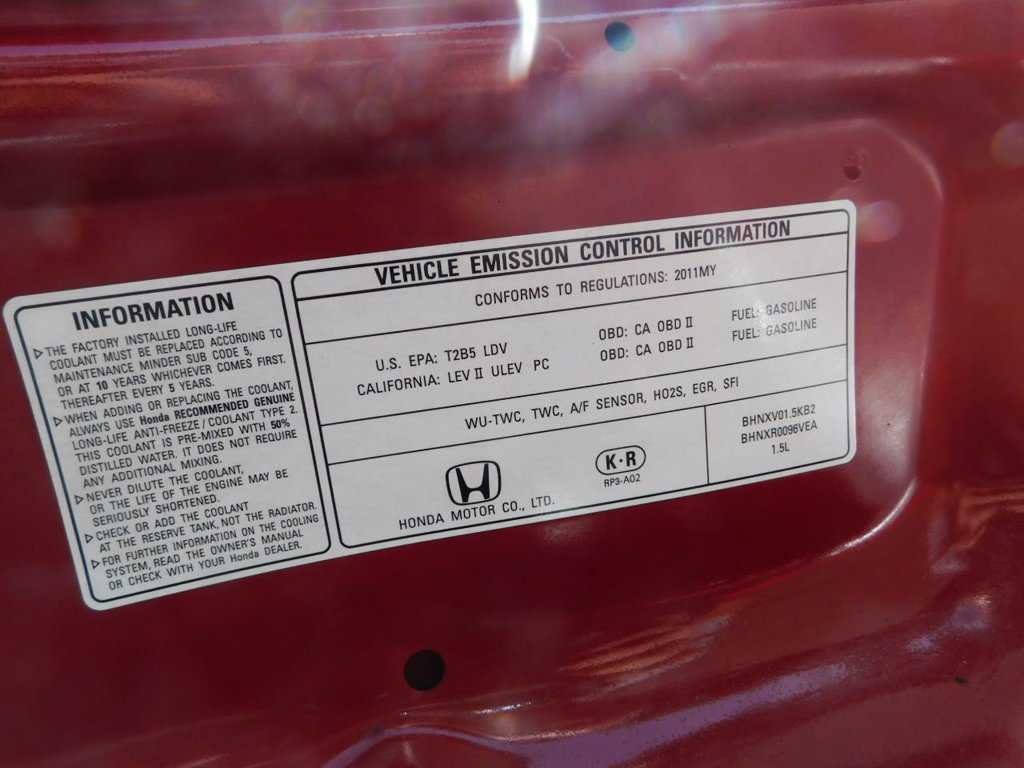 INFORMATION
▷THE FACTORY INSTALLED LONG-LIFE
COOLANT MUST BE REPLACED ACCORDING TO
MAINTENANCE MINDER SUB CODE 5,
OR AT 10 YEARS WHICHEVER COMES FIRST.
THEREAFTER EVERY 5 YEARS.
▷WHEN ADDING OR REPLACING THE COOLANT,
ALWAYS USE Honda RECOMMENDED GENUINE
LONG-LIFE ANTI-FREEZE/COOLANT TYPE 2.
THIS COOLANT IS PRE-MIXED WITH 50%
DISTILLED WATER. IT DOES NOT REQUIRE
ANY ADDITIONAL MIXING.
▷NEVER DILUTE THE COOLANT,
OR THE LIFE OF THE ENGINE MAY BE
SERIOUSLY SHORTENED.
▷CHECK OR ADD THE COOLANT
AT THE RESERVE TANK, NOT THE RADIATOR.
▷FOR FURTHER INFORMATION ON THE COOLING
SYSTEM, READ THE OWNER'S MANUAL
OR CHECK WITH YOUR Honda DEALER.
VEHICLE EMISSION CONTROL INFORMATION
CONFORMS TO REGULATIONS: 2011MY
U.S. EPA: T2B5 LDV OBD: CA OBD II FUEL: GASOLINE
CALIFORNIA: LEV II ULEV PC OBD: CA OBD II FUEL: GASOLINE
WU-TWC, TWC, A/F SENSOR, HO2S, EGR, SFI
HONDA MOTOR CO., LTD.
K·R
RP3-A02
BHNXV01.5KB2
BHNXR0096VEA
1.5L